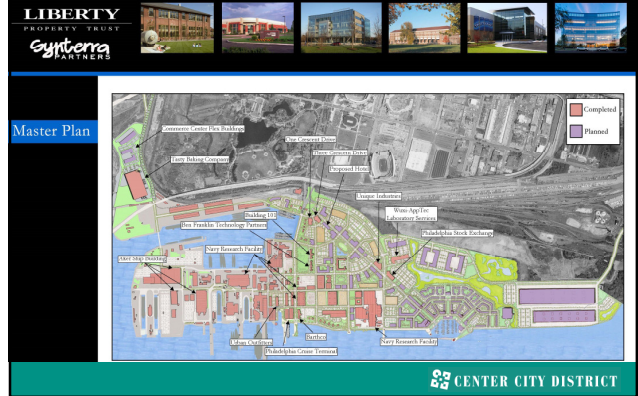 LIBERTY
PROPERTY TRUST
Synterra
PARTNERS
Master Plan
Completed
Planned
Commerce Center Flex Buildings
Tasty Baking Company
One Crescent Drive
Three Crescent Drive
Proposed Hotel
Unique Industries
Building 101
Ben Franklin Technology Partners
Wuxi-AppTec
Laboratory Services
Philadelphia Stock Exchange
Navy Research Facility
Aker Ship Building
Urban Outfitters
Barthco
Philadelphia Cruise Terminal
Navy Research Facility
CENTER CITY DISTRICT